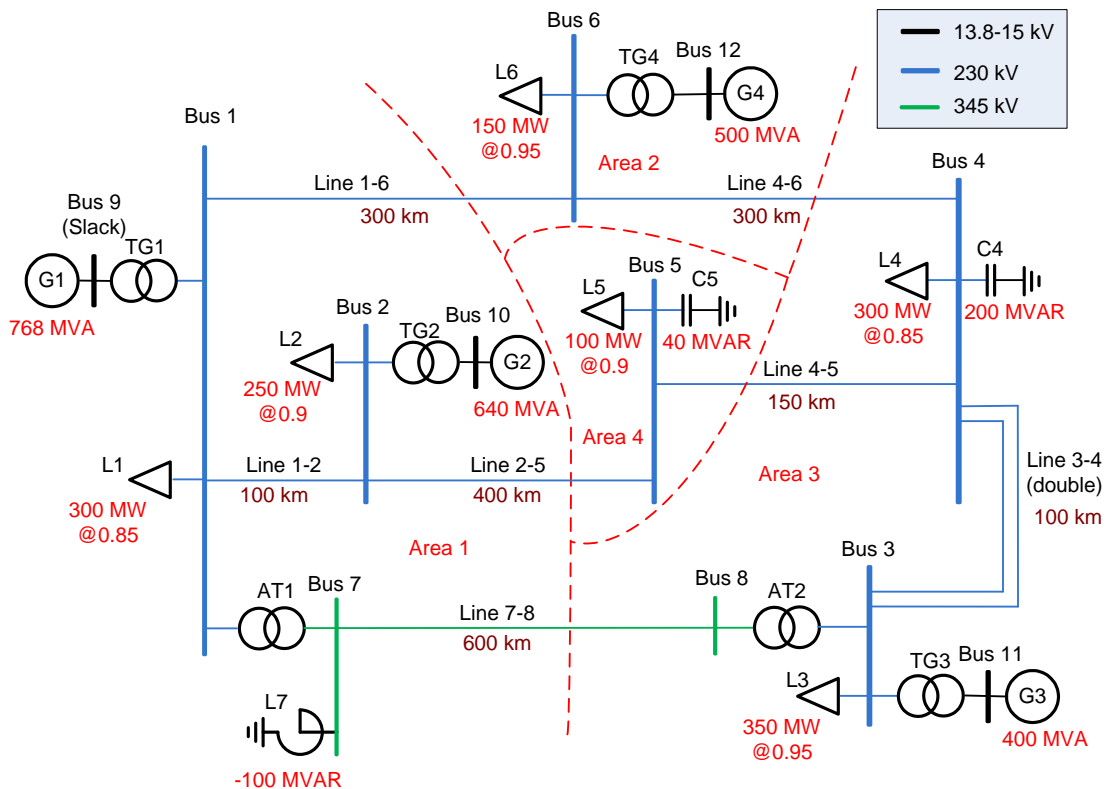 Bus 6
13.8-15 kV
230 kV
345 kV
L6
TG4
Bus 12
G4
150 MW
@0.95
500 MVA
Area 2
Bus 1
Bus 4
Line 1-6
300 km
Line 4-6
300 km
Bus 9
(Slack)
TG1
G1
768 MVA
Bus 5
L5
C5
100 MW
@0.9
40 MVAR
L4
C4
300 MW
@0.85
200 MVAR
Bus 2
L2
TG2
Bus 10
G2
250 MW
@0.9
640 MVA
Line 4-5
150 km
Area 4
Area 3
L1
300 MW
@0.85
Line 1-2
100 km
Line 2-5
400 km
Line 3-4
(double)
100 km
Area 1
AT1
Bus 7
Line 7-8
600 km
Bus 8
AT2
Bus 3
L7
-100 MVAR
L3
TG3
Bus 11
G3
350 MW
@0.95
400 MVA